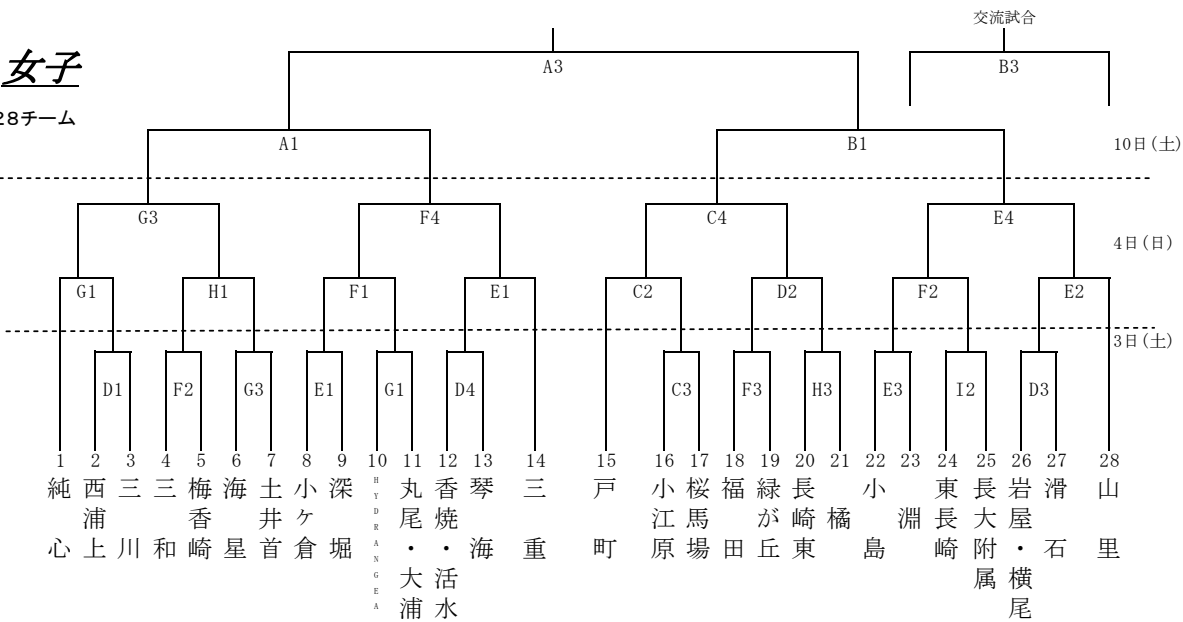 交流試合
女子
A3
B3
28チーム
A1
B1
10日(土)
G3
F4
C4
E4
4日(日)
G1
H1
F1
E1
C2
D2
F2
E2
3日(土)
D1
F2
G3
E1
G1
D4
C3
F3
H3
E3
I2
D3
1
2
3
4
5
6
7
8
9
10
11
12
13
14
15
16
17
18
19
20
21
22
23
24
25
26
27
28
純心
西浦上
三川
三和
梅香崎
海星
土井首
小ケ倉
深堀
HYDRANGEA
丸尾・大浦
香焼・活水
琴海
三重
戸町
小江原
桜馬場
福田
緑が丘
長崎東
橘
小島
淵
東長崎
長大附属
岩屋・横尾
滑石
山里